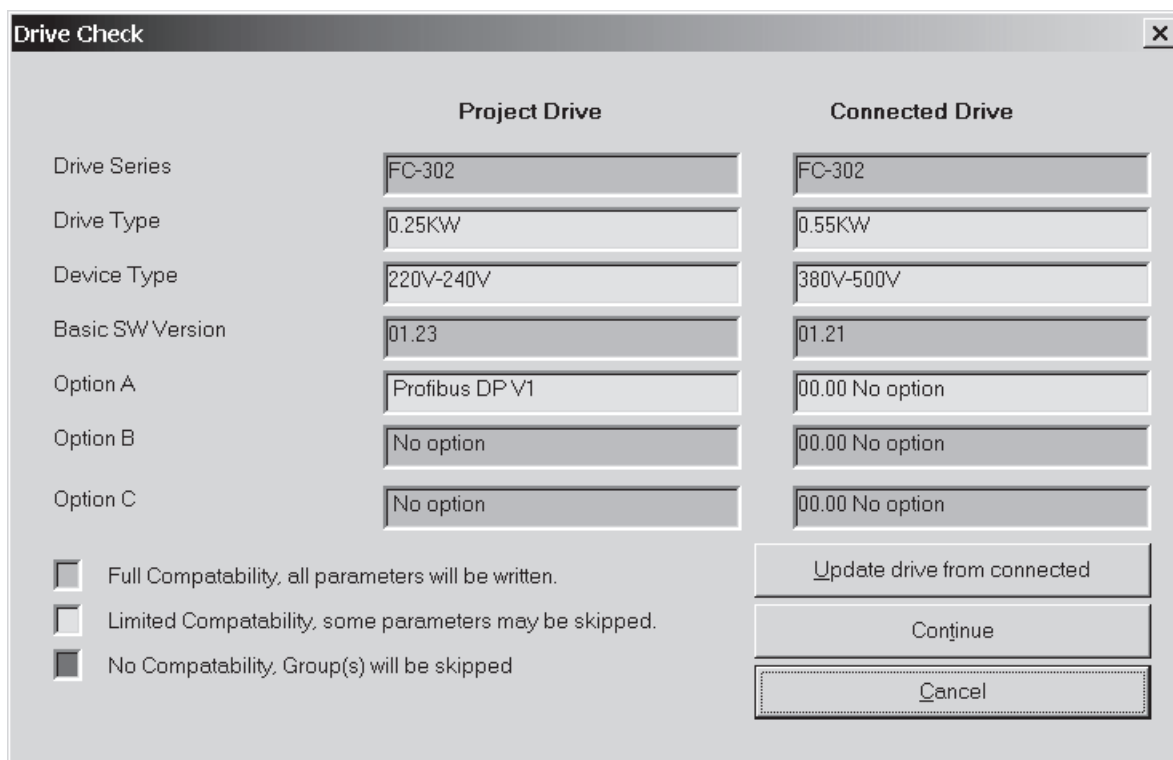 Drive Check
Project Drive Connected Drive
Drive Series FC-302 FC-302
Drive Type 0.25KW 0.55KW
Device Type 220V-240V 380V-500V
Basic SW Version 01.23 01.21
Option A Profibus DP V1 00.00 No option
Option B No option 00.00 No option
Option C No option 00.00 No option
Full Compatability, all parameters will be written.
Limited Compatability, some parameters may be skipped.
No Compatability, Group(s) will be skipped
Update drive from connected
Continue
Cancel